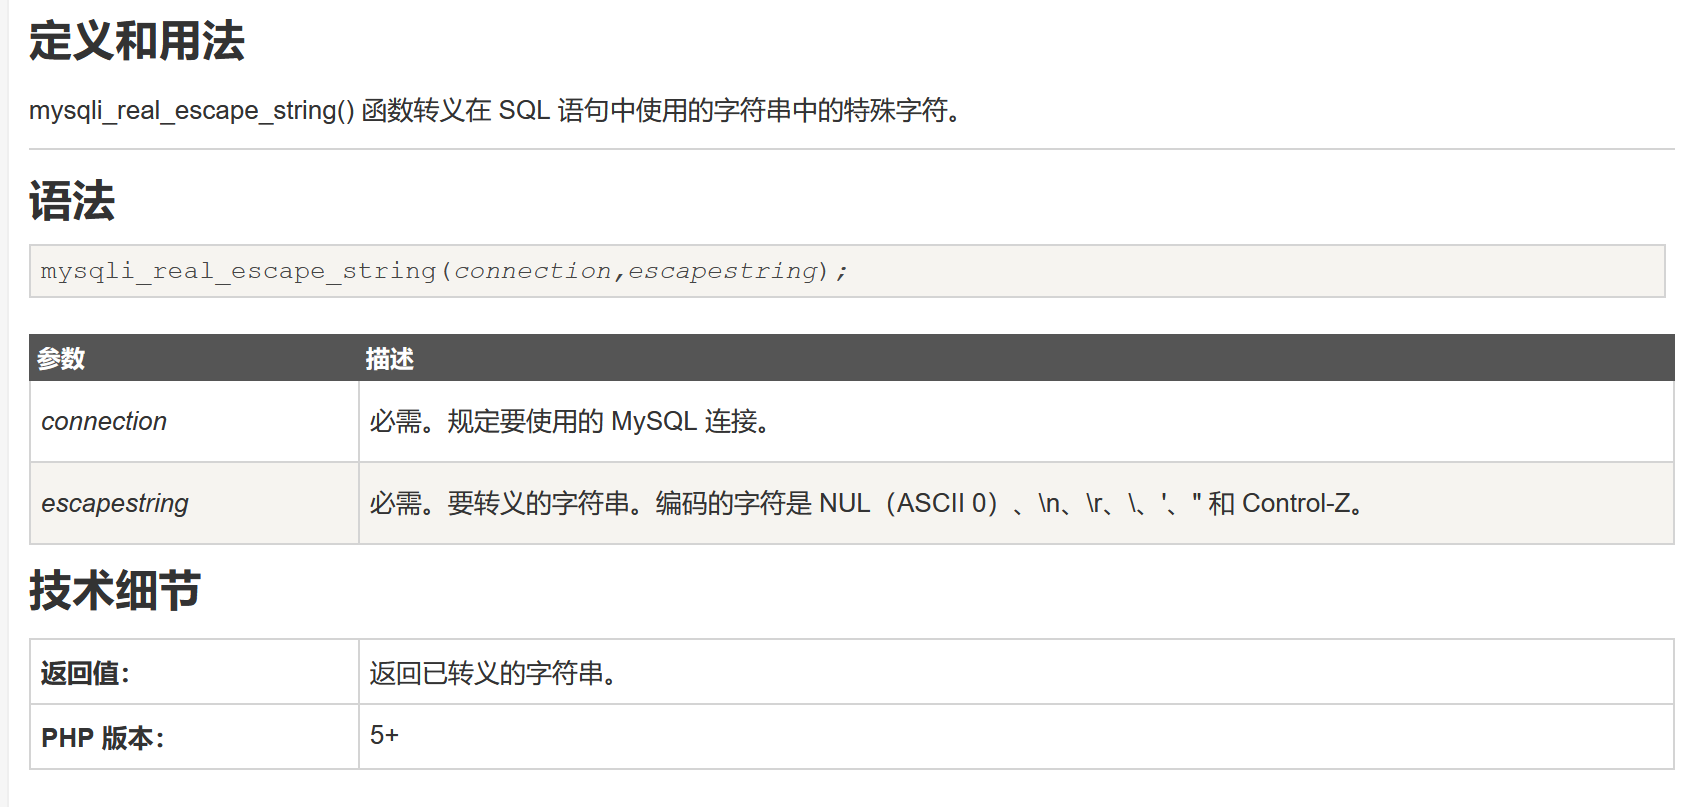 定义和用法
mysqli_real_escape_string() 函数转义在 SQL 语句中使用的字符串中的特殊字符。
语法
mysqli_real_escape_string(connection,escapestring);
参数 描述
connection 必需。规定要使用的 MySQL 连接。
escapestring 必需。要转义的字符串。编码的字符是 NUL（ASCII 0）、\n、\r、\、'、" 和 Control-Z。
技术细节
返回值： 返回已转义的字符串。
PHP 版本： 5+